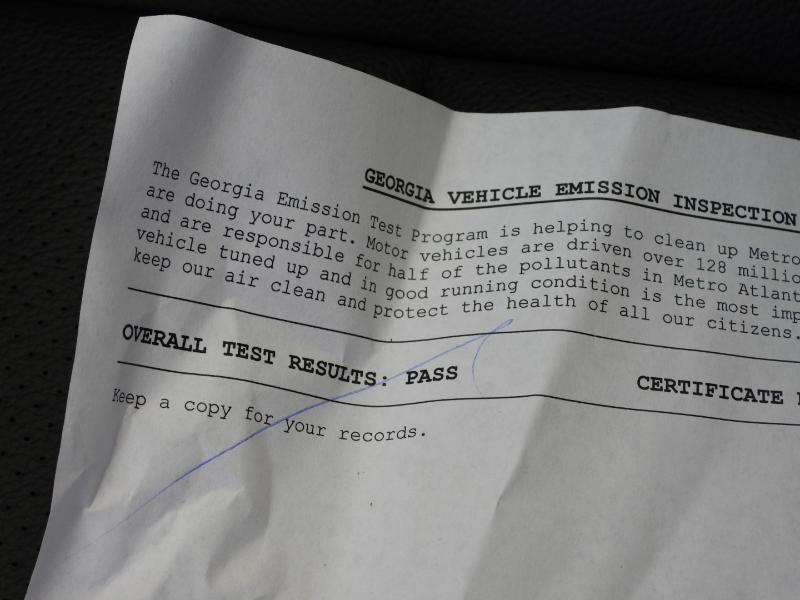 GEORGIA VEHICLE EMISSION INSPECTION
The Georgia Emission Test Program is helping to clean up Metro
are doing your part. Motor vehicles are driven over 128 millio
and are responsible for half of the pollutants in Metro Atlant
vehicle tuned up and in good running condition is the most imp
keep our air clean and protect the health of all our citizens.
OVERALL TEST RESULTS: PASS CERTIFICATE
Keep a copy for your records.